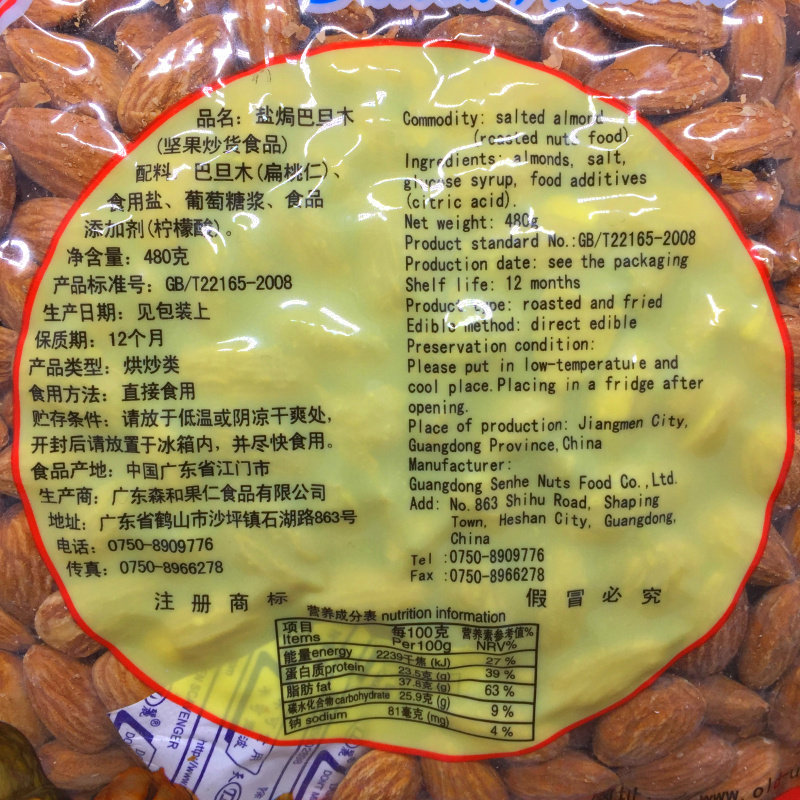 品名: 盐焗巴旦木
(坚果炒货食品)
配料: 巴旦木(扁桃仁)、
食用盐、葡萄糖浆、食品
添加剂(柠檬酸)。
净含量: 480克
产品标准号: GB/T22165-2008
生产日期: 见包装上
保质期: 12个月
产品类型: 烘炒类
食用方法: 直接食用
贮存条件: 请放于低温或阴凉干爽处,
开封后请放置于冰箱内, 并尽快食用。
食品产地: 中国广东省江门市
生产商: 广东森和果仁食品有限公司
地址: 广东省鹤山市沙坪镇石湖路863号
电话: 0750-8909776
传真: 0750-8966278
注册商标
Commodity: salted almond
(roasted nuts food)
Ingredients: almonds, salt,
glucose syrup, food additives
(citric acid).
Net weight: 480g
Product standard No.:GB/T22165-2008
Production date: see the packaging
Shelf life: 12 months
Product type: roasted and fried
Edible method: direct edible
Preservation condition:
Please put in low-temperature and
cool place.Placing in a fridge after
opening.
Place of production: Jiangmen City,
Guangdong Province,China
Manufacturer:
Guangdong Senhe Nuts Food Co.,Ltd.
Add: No.863 Shihu Road, Shaping
Town, Heshan City, Guangdong,
China
Tel :0750-8909776
Fax :0750-8966278
假冒必究
营养成分表 nutrition information
项目 每100克 营养素参考值%
Items Per100g NRV%
能量energy 2239千焦 (kJ) 27 %
蛋白质protein 23.5克 (g) 39 %
脂肪 fat 37.8克 (g) 63 %
碳水化合物carbohydrate 25.9克 (g) 9 %
钠 sodium 81毫克 (mg) 4 %